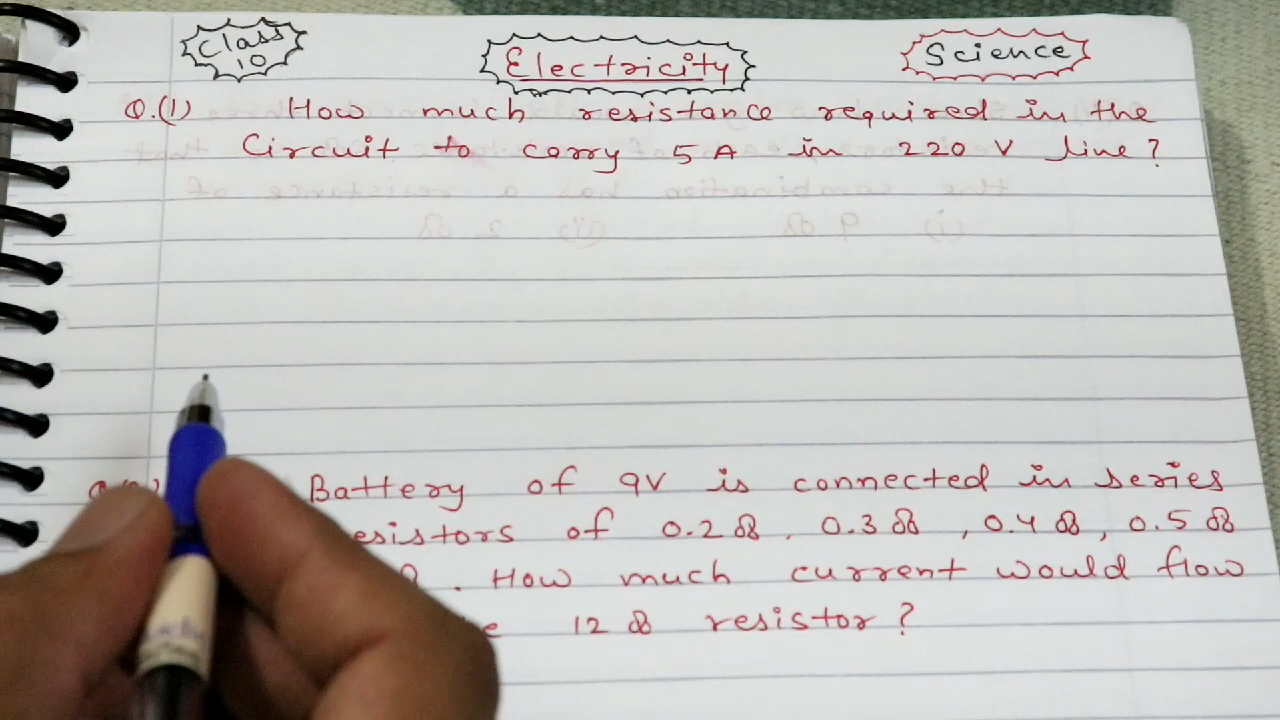 Class 10
Electricity
Science
Q.(1) How much resistance required in the
Circuit to carry 5 A in 220 V line?
Battery of 9V is connected in series
esistors of 0.2 Ω, 0.3 Ω, 0.4 Ω, 0.5 Ω
. How much current would flow
12 Ω resistor?